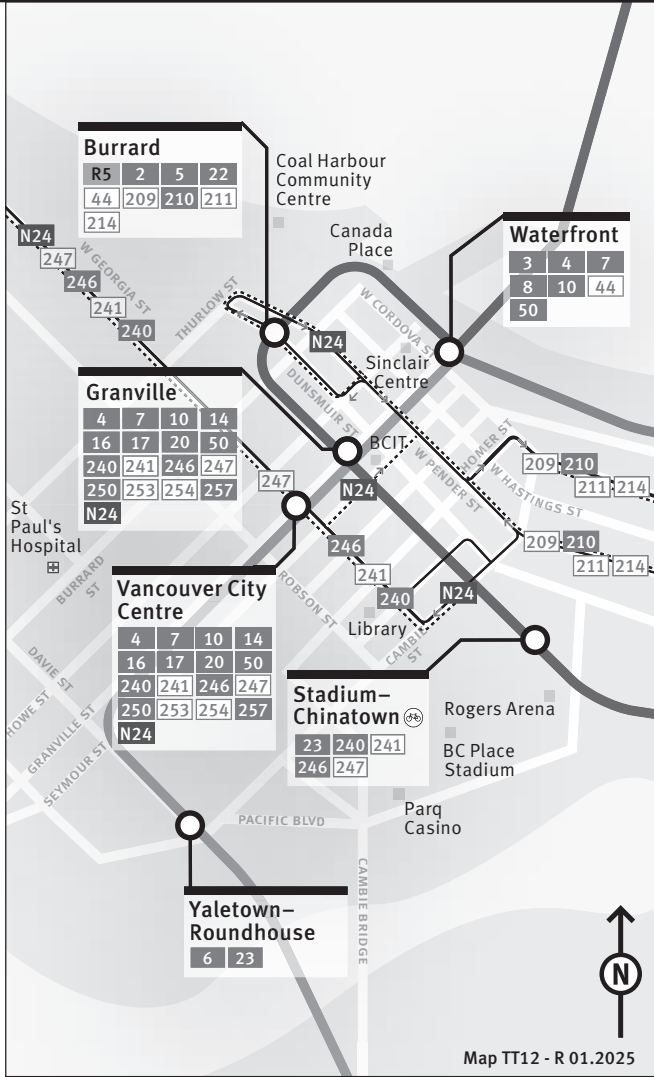 Burrard
R5 2 5 22
44 209 210 211
214
Coal Harbour
Community
Centre
Canada
Place
Waterfront
3 4 7
8 10 44
50
N24
247
246
241
240
W GEORGIA ST
THURLOW ST
N24
W CORDOVA ST
Sinclair
Centre
DUNSMUIR ST
Granville
4 7 10 14
16 17 20 50
240 241 246 247
250 253 254 257
N24
BCIT
HOMER ST
W PENDER ST
W HASTINGS ST
209 210
211 214
247
N24
St
Paul's
Hospital
BURRARD
ST
209 210
211 214
246
241
240
N24
ROBSON ST
Library
CAMBIE
ST
Vancouver City
Centre
4 7 10 14
16 17 20 50
240 241 246 247
250 253 254 257
N24
DAVIE ST
HOWE ST
GRANVILLE ST
SEYMOUR ST
Stadium–
Chinatown
23 240 241
246 247
Rogers Arena
BC Place
Stadium
Parq
Casino
PACIFIC BLVD
CAMBIE BRIDGE
Yaletown–
Roundhouse
6 23
N
Map TT12 - R 01.2025